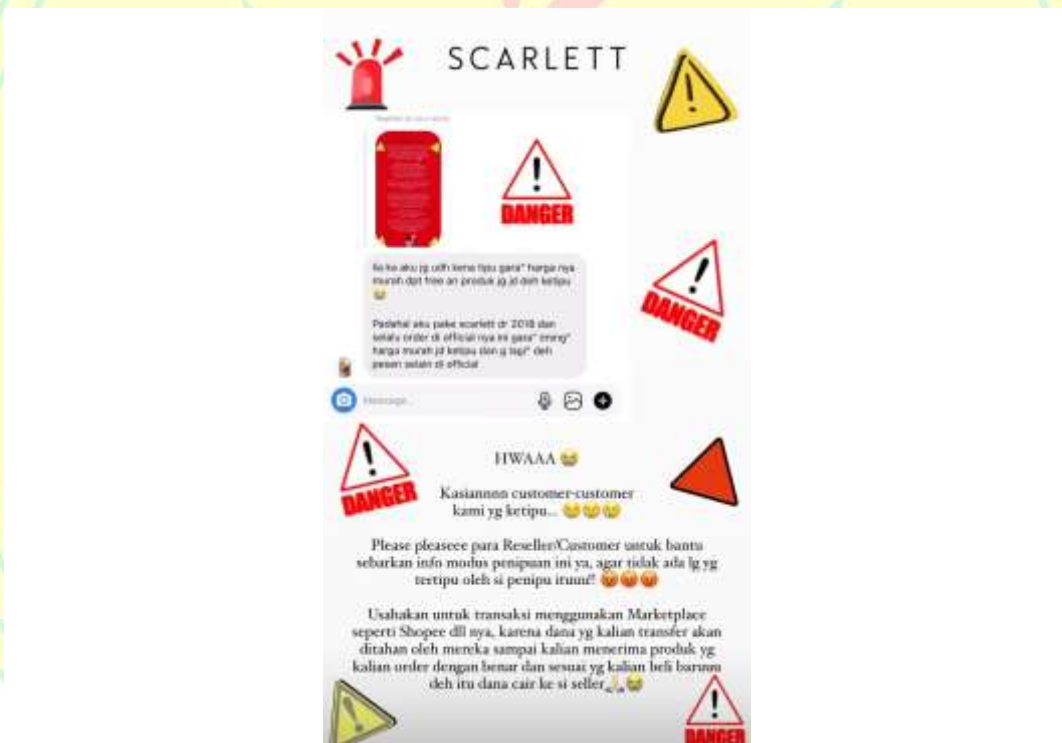 SCARLETT
DANGER
Ka ka aku jg udh kena tipu gara" harga nya
murah dpt free an produk jg jd deh ketipu
😭
Padahal aku pake scarlett dr 2018 dan
selalu order di official nya ini gara" ming"
harga murah jd ketipu dan g lagi" deh
pesen selain di official
Message...
DANGER
DANGER
HWAAA 😭
Kasiannnn customer-customer
kami yg ketipu... 😢😢😢
Please pleaseee para Reseller/Customer untuk bantu
sebarkan info modus penipuan ini ya, agar tidak ada lg yg
tertipu oleh si penipu ituuu!! 😡😡😡
Usahakan untuk transaksi menggunakan Marketplace
seperti Shopee dll nya, karena dana yg kalian transfer akan
ditahan oleh mereka sampai kalian menerima produk yg
kalian order dengan benar dan sesuai yg kalian beli baruuu
deh itu dana cair ke si seller🙏🏻😭
DANGER